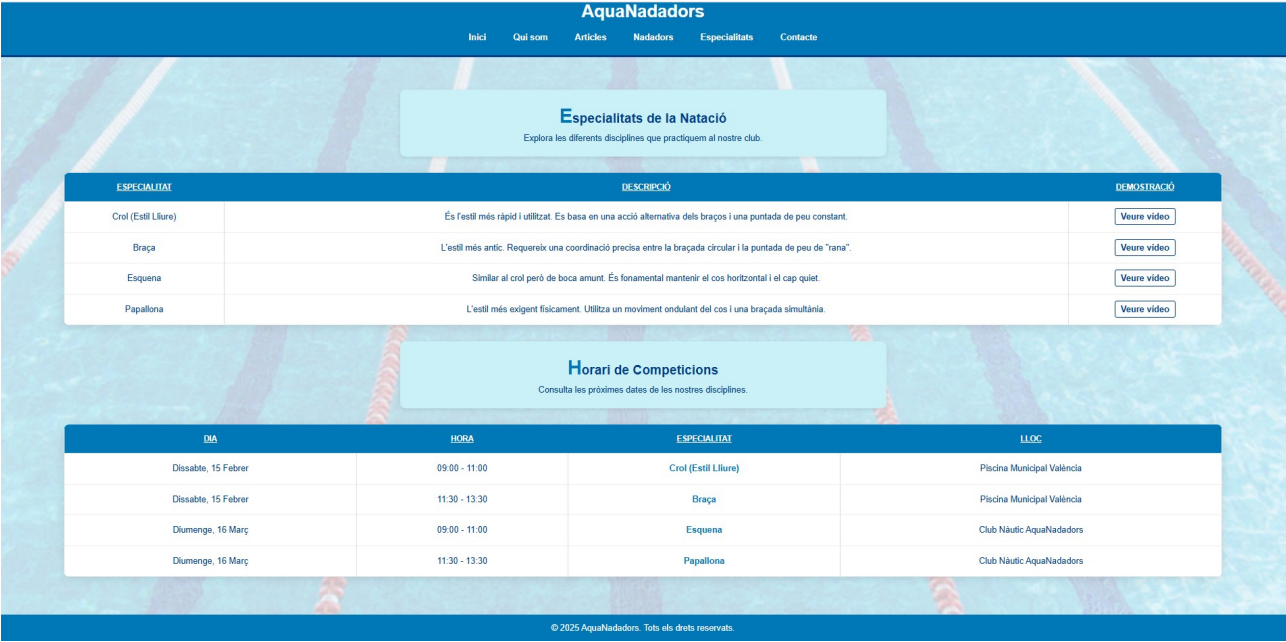 AquaNadadors
Inici Qui som Articles Nadadors Especialitats Contacte
Especialitats de la Natació
Explora les diferents disciplines que practiquem al nostre club.
ESPECIALITAT DESCRIPCIÓ DEMOSTRACIÓ
Crol (Estil Lliure) És l'estil més ràpid i utilitzat. Es basa en una acció alternativa dels braços i una puntada de peu constant. Veure vídeo
Braça L'estil més antic. Requereix una coordinació precisa entre la braçada circular i la puntada de peu de "rana". Veure vídeo
Esquena Similar al crol però de boca amunt. És fonamental mantenir el cos horitzontal i el cap quiet. Veure vídeo
Papallona L'estil més exigent físicament. Utilitza un moviment ondulant del cos i una braçada simultània. Veure vídeo
Horari de Competicions
Consulta les pròximes dates de les nostres disciplines.
DIA HORA ESPECIALITAT LLOC
Dissabte, 15 Febrer 09:00 - 11:00 Crol (Estil Lliure) Piscina Municipal València
Dissabte, 15 Febrer 11:30 - 13:30 Braça Piscina Municipal València
Diumenge, 16 Març 09:00 - 11:00 Esquena Club Nàutic AquaNadadors
Diumenge, 16 Març 11:30 - 13:30 Papallona Club Nàutic AquaNadadors
© 2025 AquaNadadors. Tots els drets reservats.